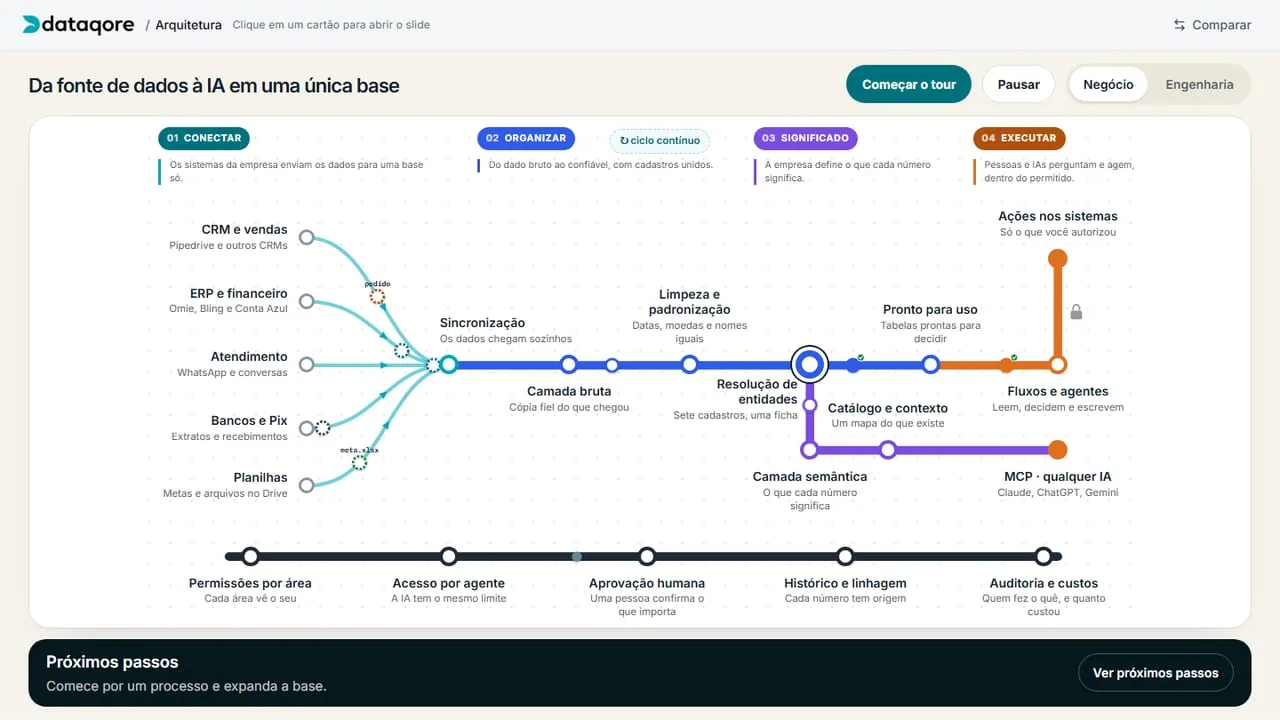 dataqore / Arquitetura Clique em um cartão para abrir o slide
Comparar
Da fonte de dados à IA em uma única base
Começar o tour
Pausar
Negócio
Engenharia
01 CONECTAR
Os sistemas da empresa enviam os dados para uma base
só.
02 ORGANIZAR
↻ ciclo contínuo
Do dado bruto ao confiável, com cadastros unidos.
03 SIGNIFICADO
A empresa define o que cada número
significa.
04 EXECUTAR
Pessoas e IAs perguntam e agem,
dentro do permitido.
CRM e vendas
Pipedrive e outros CRMs
ERP e financeiro
Omie, Bling e Conta Azul
Atendimento
WhatsApp e conversas
Bancos e Pix
Extratos e recebimentos
Planilhas
Metas e arquivos no Drive
pedido
meta.xlsx
Sincronização
Os dados chegam sozinhos
Camada bruta
Cópia fiel do que chegou
Limpeza e
padronização
Datas, moedas e nomes
iguais
Resolução de
entidades
Sete cadastros, uma ficha
Pronto para uso
Tabelas prontas para
decidir
Ações nos sistemas
Só o que você autorizou
Fluxos e agentes
Leem, decidem e escrevem
Catálogo e contexto
Um mapa do que existe
Camada semântica
O que cada número
significa
MCP · qualquer IA
Claude, ChatGPT, Gemini
Permissões por área
Cada área vê o seu
Acesso por agente
A IA tem o mesmo limite
Aprovação humana
Uma pessoa confirma o
que importa
Histórico e linhagem
Cada número tem origem
Auditoria e custos
Quem fez o quê, e quanto
custou
Próximos passos
Comece por um processo e expanda a base.
Ver próximos passos